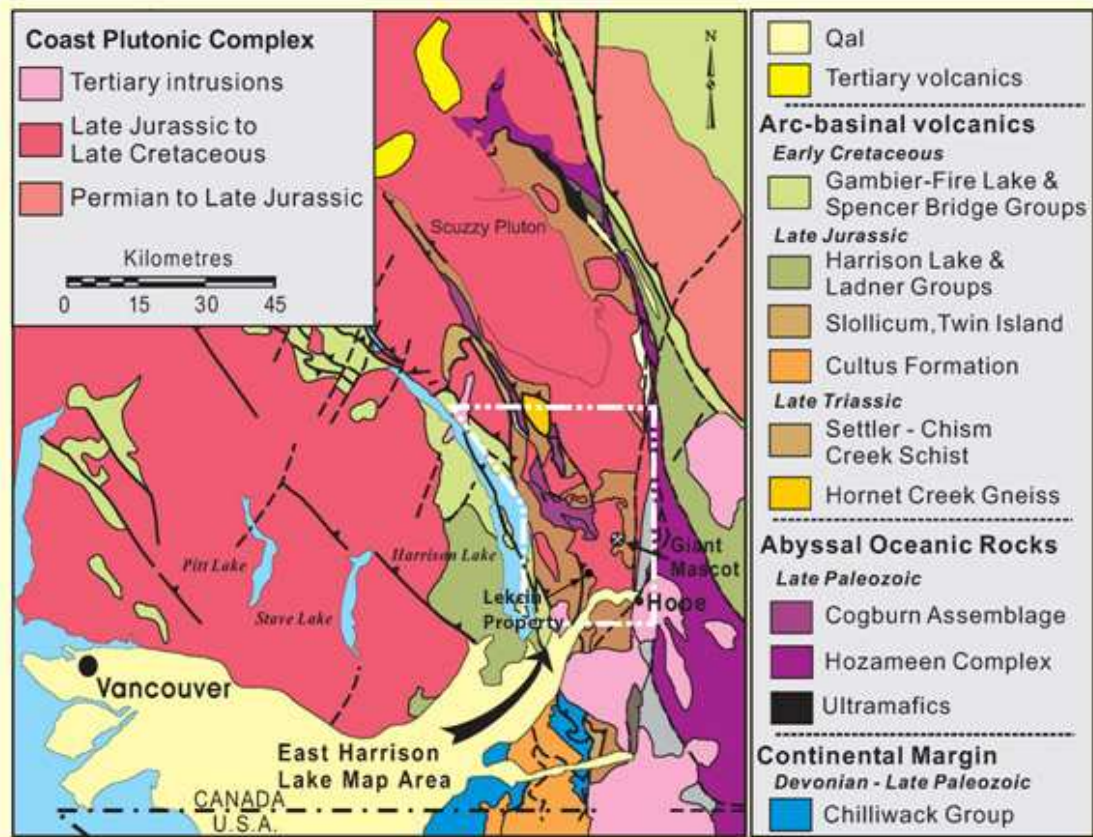 Coast Plutonic Complex
Tertiary intrusions
Late Jurassic to
Late Cretaceous
Permian to Late Jurassic
Kilometres
0 15 30 45
N
Scuzzy Pluton
Pitt Lake
Stave Lake
Harrison Lake
Giant
Mascot
Lekcin
Property
Hope
Vancouver
East Harrison
Lake Map Area
CANADA
U.S.A.
Qal
Tertiary volcanics
Arc-basinal volcanics
Early Cretaceous
Gambier-Fire Lake &
Spencer Bridge Groups
Late Jurassic
Harrison Lake &
Ladner Groups
Slollicum, Twin Island
Cultus Formation
Late Triassic
Settler - Chism
Creek Schist
Hornet Creek Gneiss
Abyssal Oceanic Rocks
Late Paleozoic
Cogburn Assemblage
Hozameen Complex
Ultramafics
Continental Margin
Devonian - Late Paleozoic
Chilliwack Group